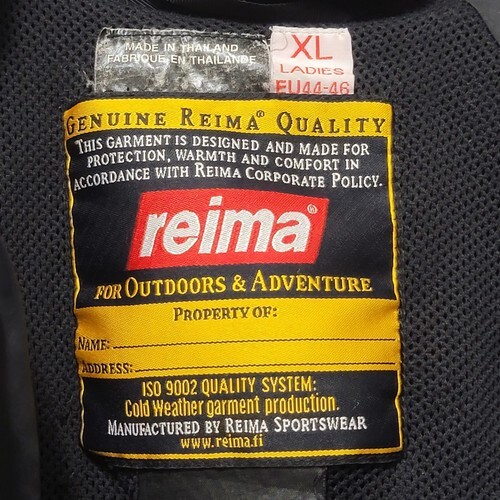 MADE IN THAILAND
FABRIQUE EN THAILANDE
XL
LADIES
EU44-46
GENUINE REIMA® QUALITY
THIS GARMENT IS DESIGNED AND MADE FOR
PROTECTION, WARMTH AND COMFORT IN
ACCORDANCE WITH REIMA CORPORATE POLICY.
reima®
FOR OUTDOORS & ADVENTURE
PROPERTY OF:
NAME:
ADDRESS:
ISO 9002 QUALITY SYSTEM:
Cold Weather garment production.
MANUFACTURED BY REIMA SPORTSWEAR
www.reima.fi